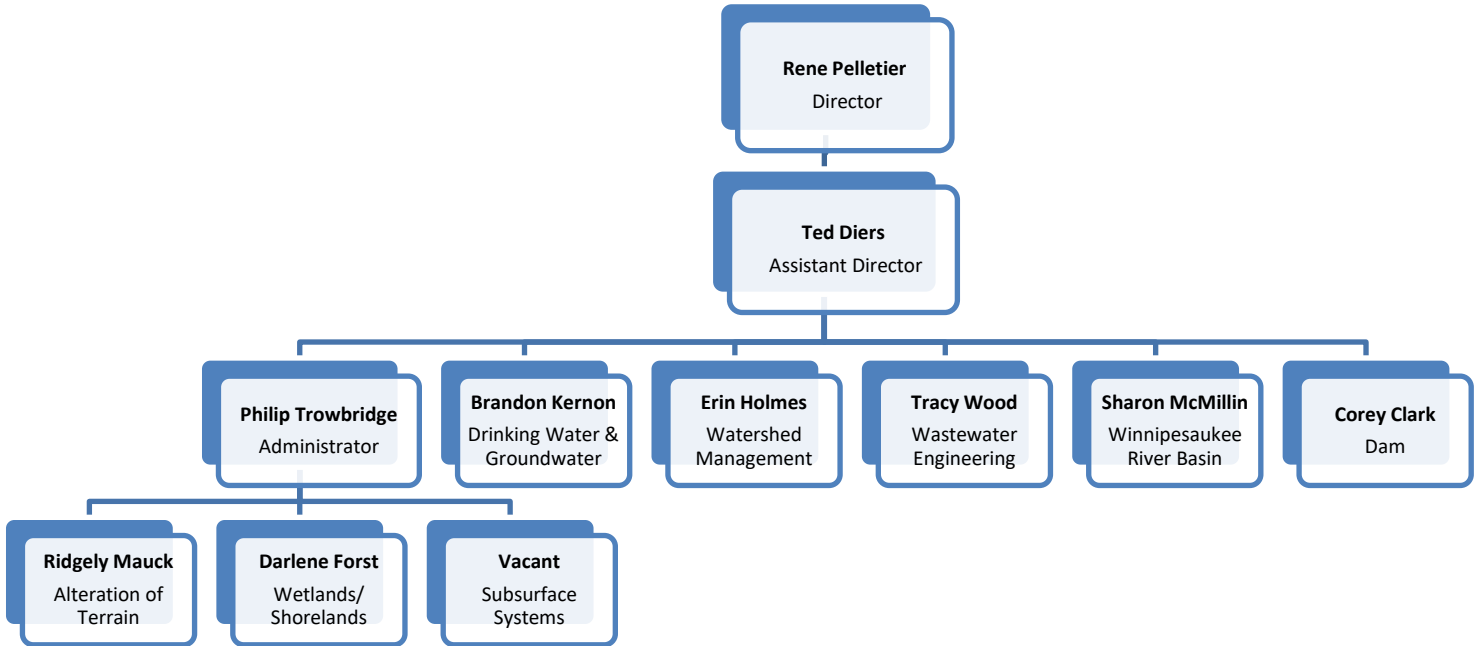 Rene Pelletier
Director
Ted Diers
Assistant Director
Philip Trowbridge
Administrator
Brandon Kernon
Drinking Water &
Groundwater
Erin Holmes
Watershed
Management
Tracy Wood
Wastewater
Engineering
Sharon McMillin
Winnipesaukee
River Basin
Corey Clark
Dam
Ridgely Mauck
Alteration of
Terrain
Darlene Forst
Wetlands/
Shorelands
Vacant
Subsurface
Systems